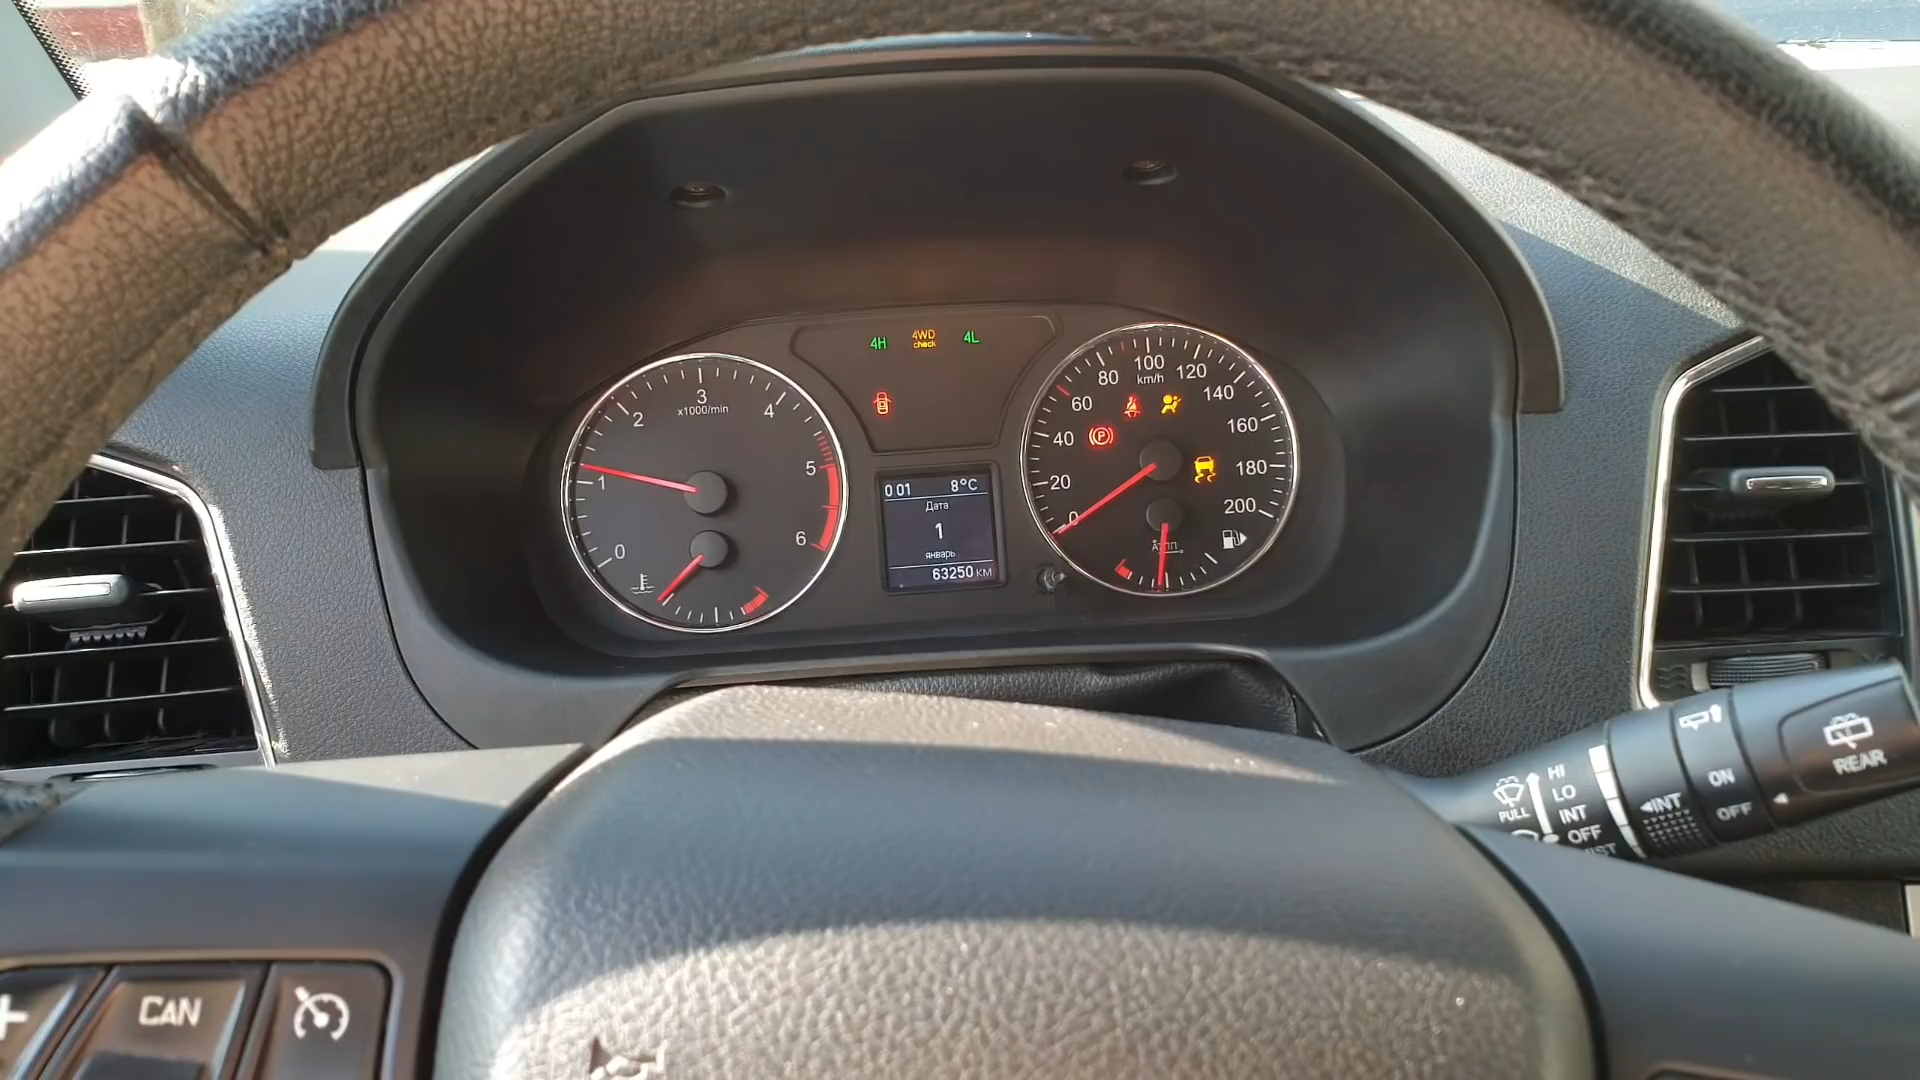 4H
4WD
check
4L
0
1
2
3
x1000/min
4
5
6
0 01 8°C
Дата
1
январь
63250 КМ
0
20
40
60
80
100
km/h
120
140
160
180
200
P
PULL
HI
LO
INT
OFF
INT
ON
OFF
REAR
+
CAN